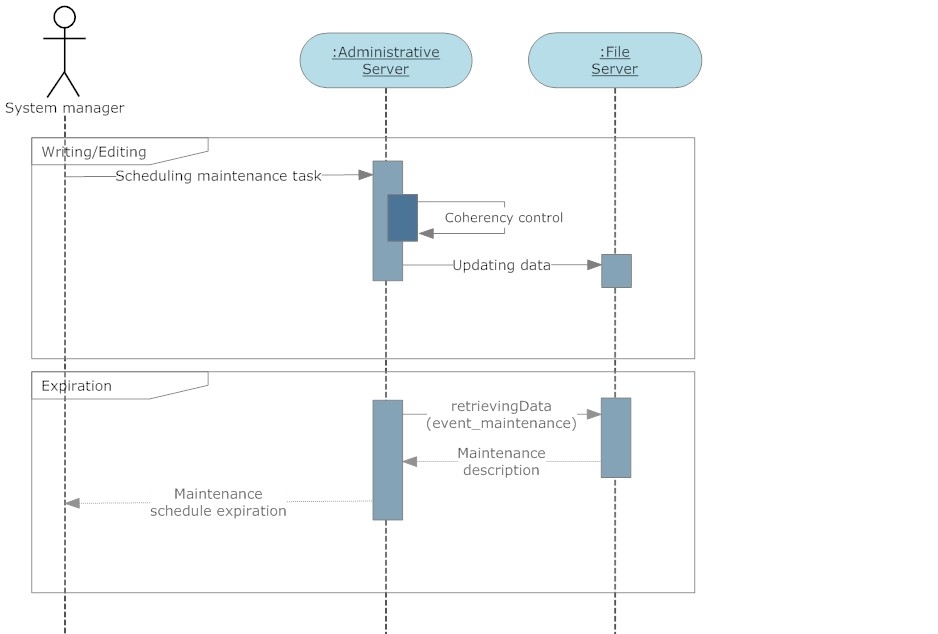 :Administrative
Server
:File
Server
System manager
Writing/Editing
Scheduling maintenance task
Coherency control
Updating data
Expiration
retrievingData
(event_maintenance)
Maintenance
description
Maintenance
schedule expiration